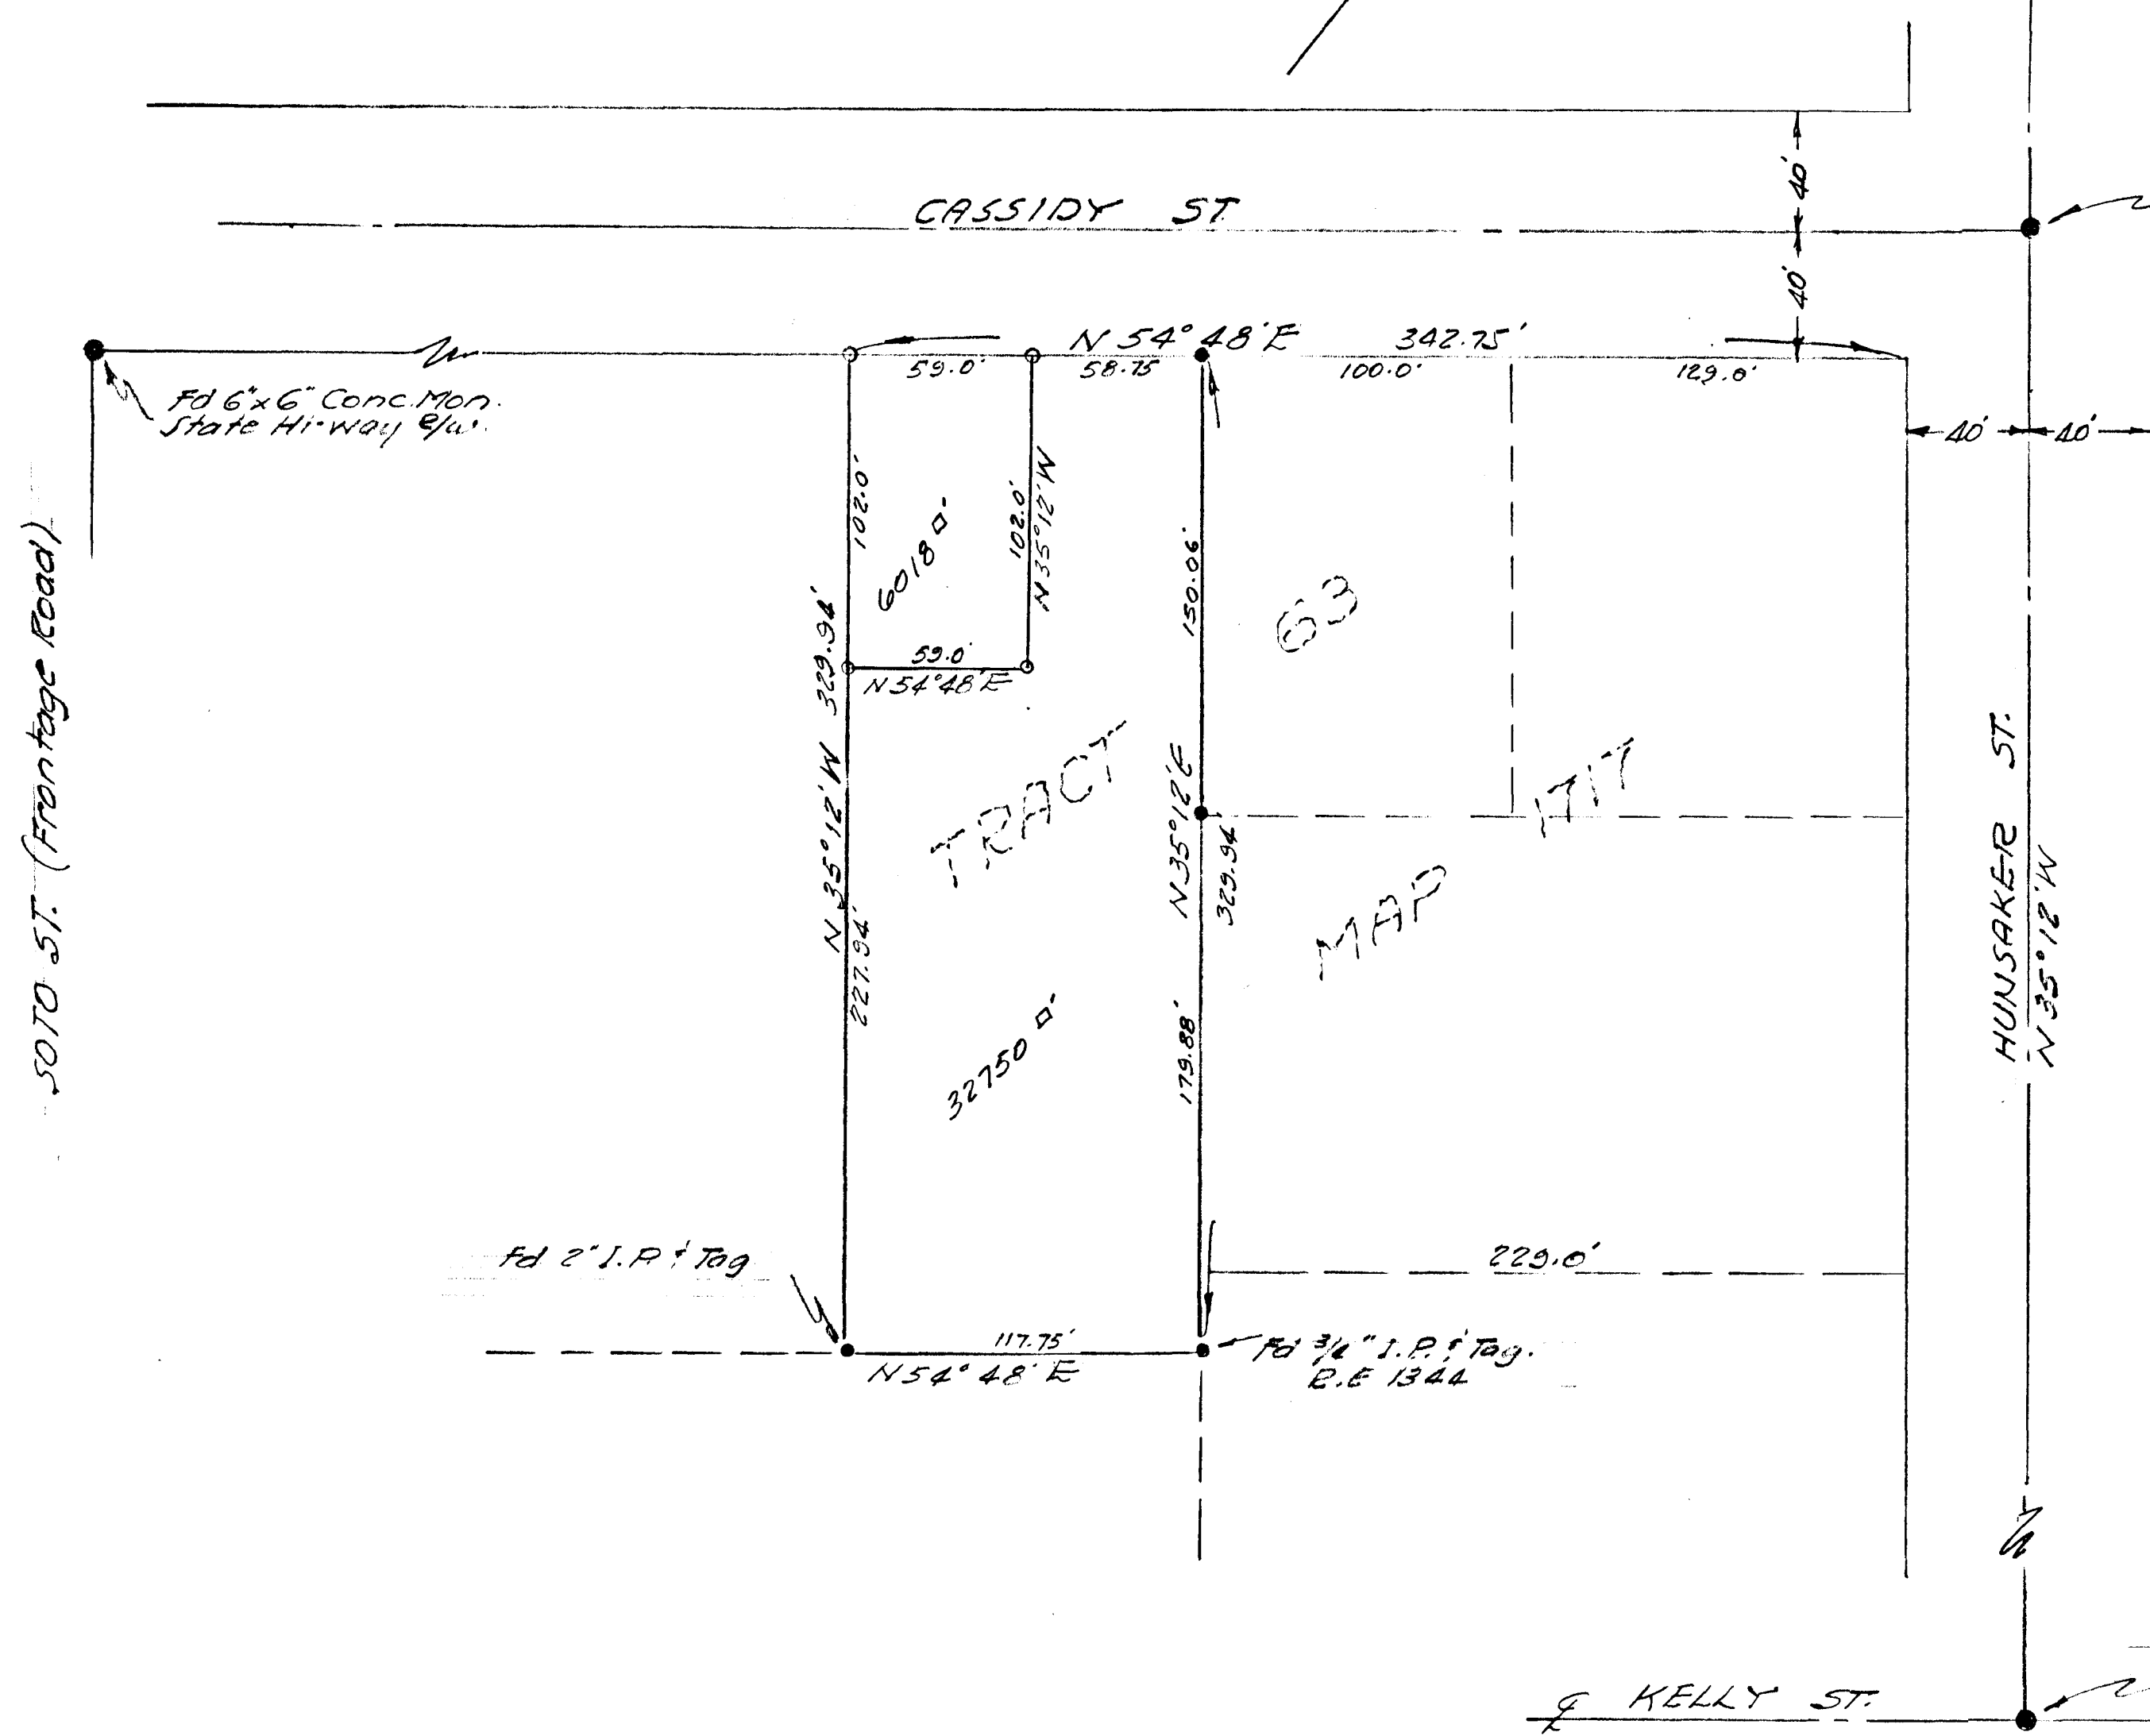 CASSIDY ST.
40'
40'
N 54° 48' E
342.75'
59.0'
58.75
100.0'
129.0'
Fd 6"x6" Conc. Mon.
State Hi-way e/w.
40'
40'
102.0'
102.0'
N 35° 12' W
6018
59.0'
N 54° 48' E
N 35° 12' W 329.94'
227.94'
150.06'
N 35° 12' E
329.94'
179.88'
63
TRACT
MAP
1717
32750
SOTO ST. (Frontage Road)
HUNSAKER ST.
N 35° 12' W
229.0'
Fd 2" I.P. & Tag
117.75'
N 54° 48' E
Fd 3/4" I.P. & Tag.
R.E 1344
KELLY ST.